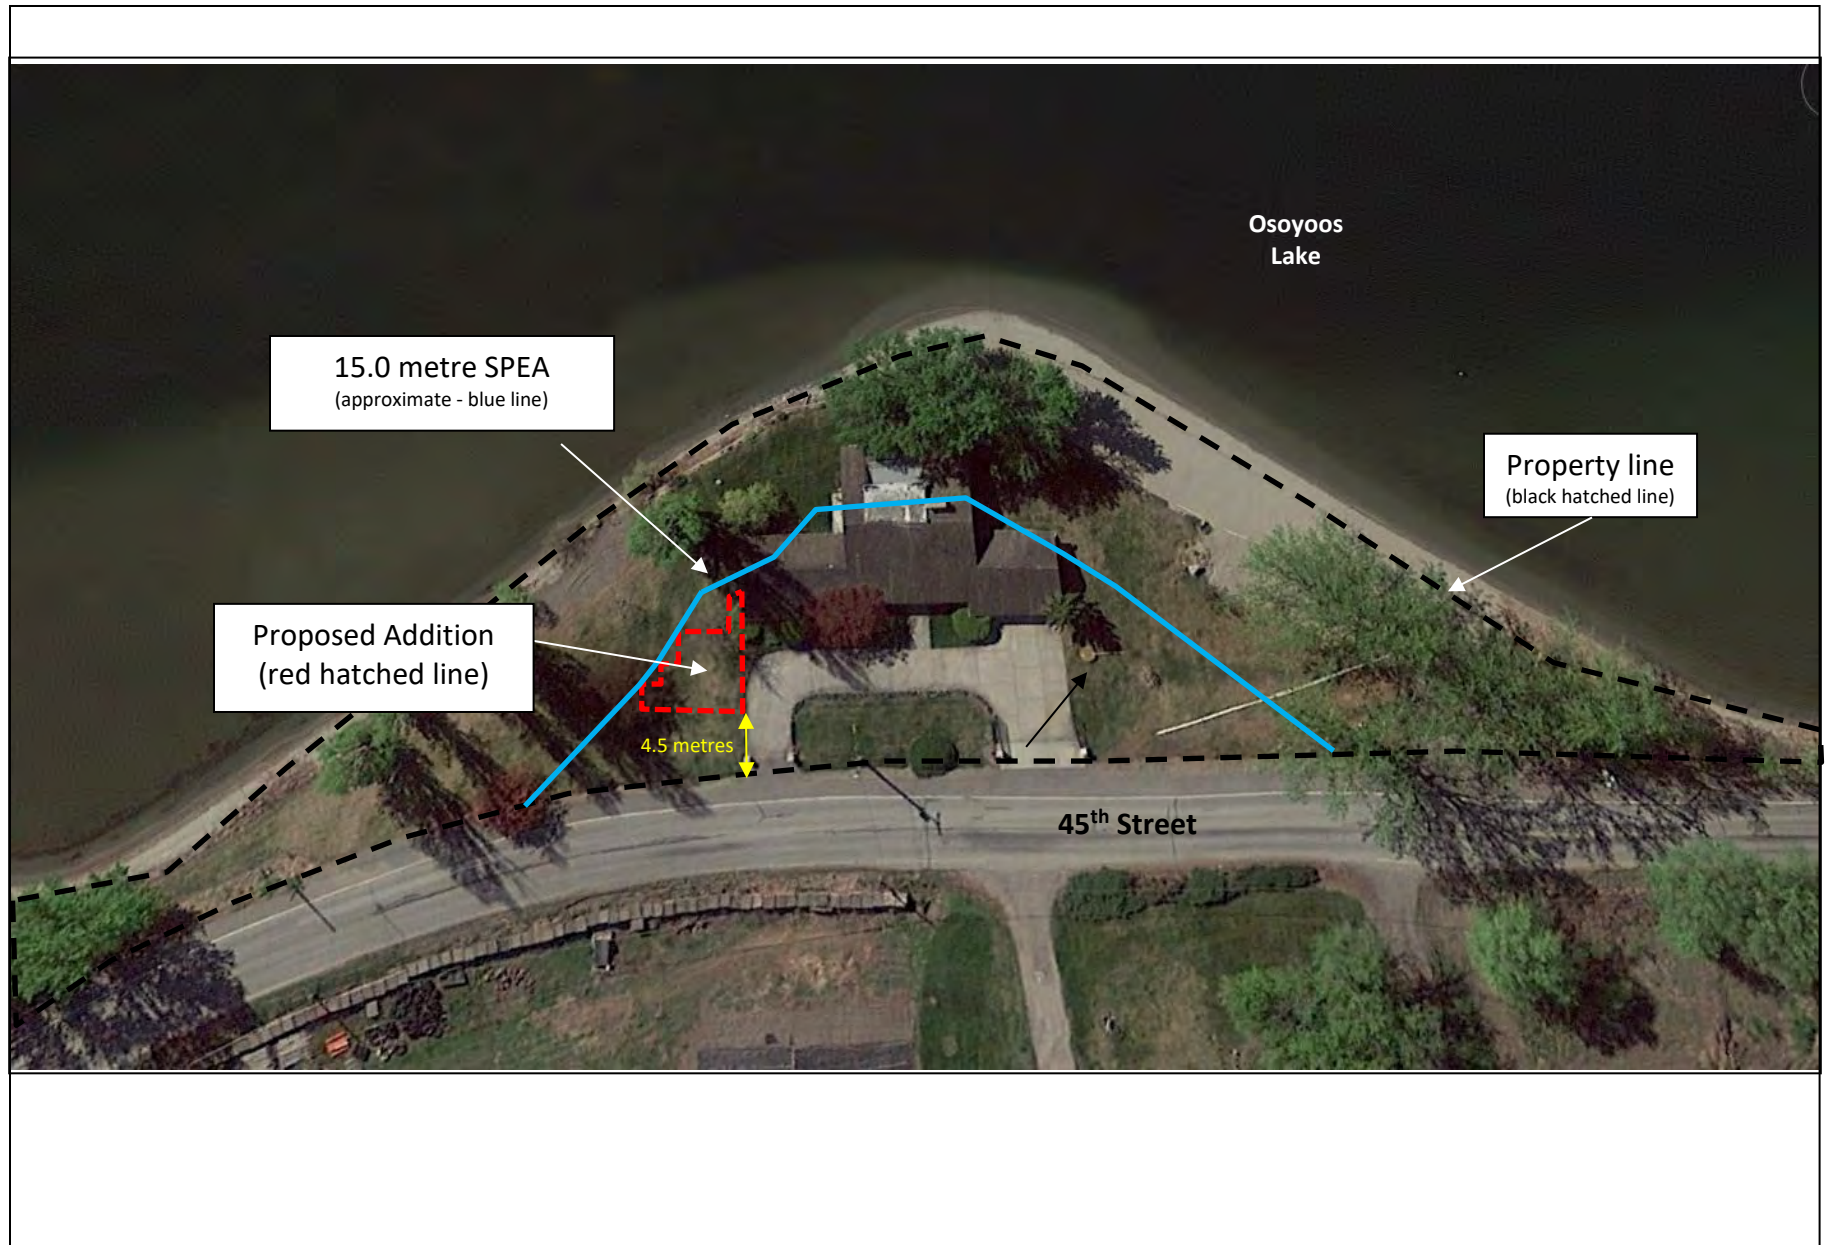 Osoyoos
Lake
15.0 metre SPEA
(approximate - blue line)
Property line
(black hatched line)
Proposed Addition
(red hatched line)
4.5 metres
45th Street